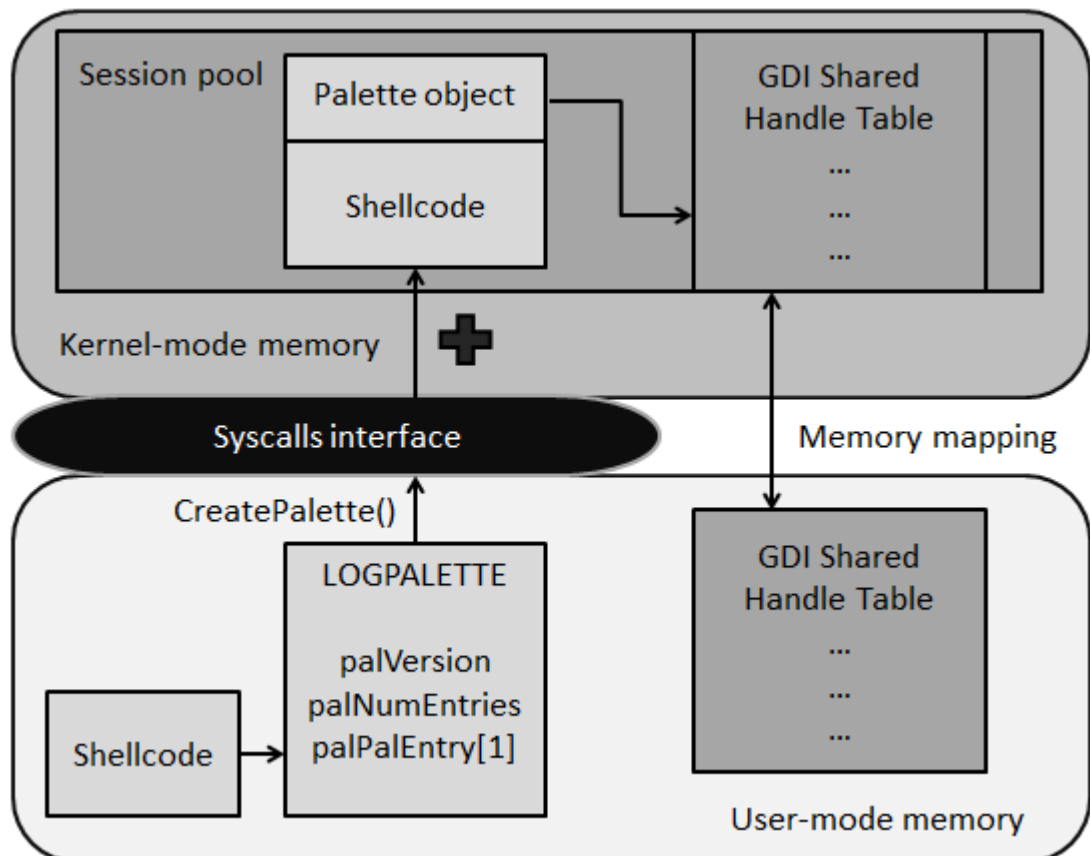 Session pool
Palette object
Shellcode
GDI Shared
Handle Table
...
...
...
Kernel-mode memory
Syscalls interface
Memory mapping
CreatePalette()
LOGPALETTE
palVersion
palNumEntries
palPalEntry[1]
Shellcode
GDI Shared
Handle Table
...
...
...
User-mode memory